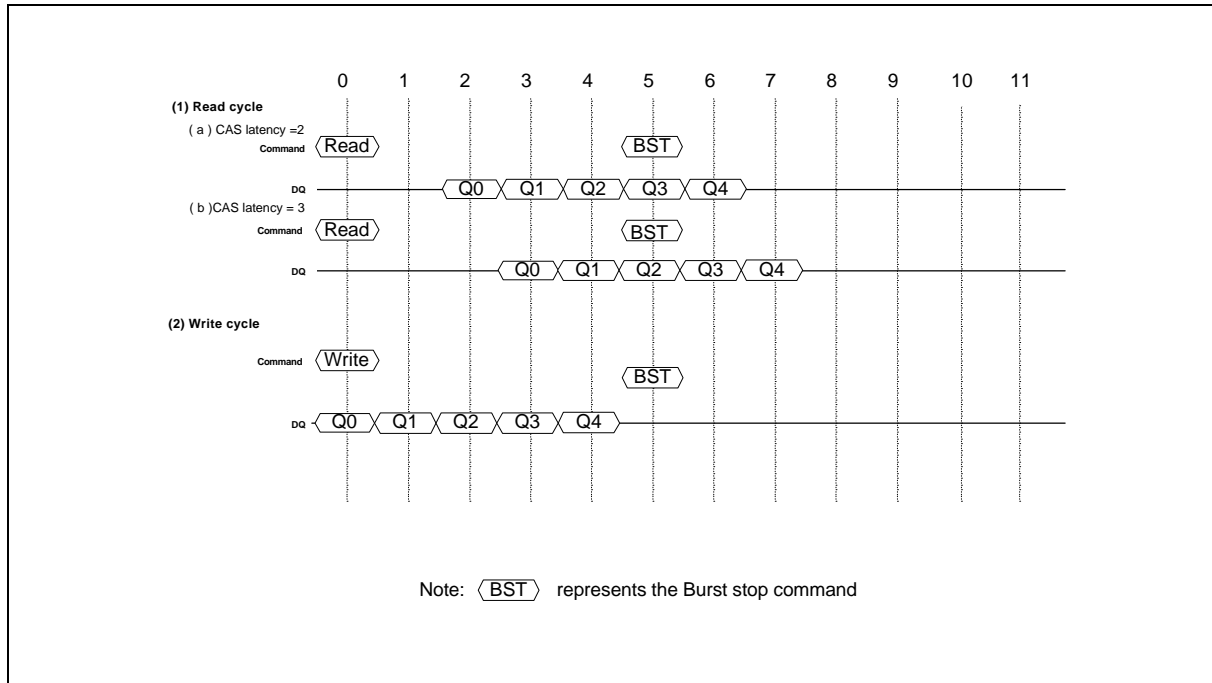 0 1 2 3 4 5 6 7 8 9 10 11
(1) Read cycle
( a ) CAS latency =2
Command Read BST
DQ Q0 Q1 Q2 Q3 Q4
( b )CAS latency = 3
Command Read BST
DQ Q0 Q1 Q2 Q3 Q4
(2) Write cycle
Command Write BST
DQ Q0 Q1 Q2 Q3 Q4
Note: BST represents the Burst stop command